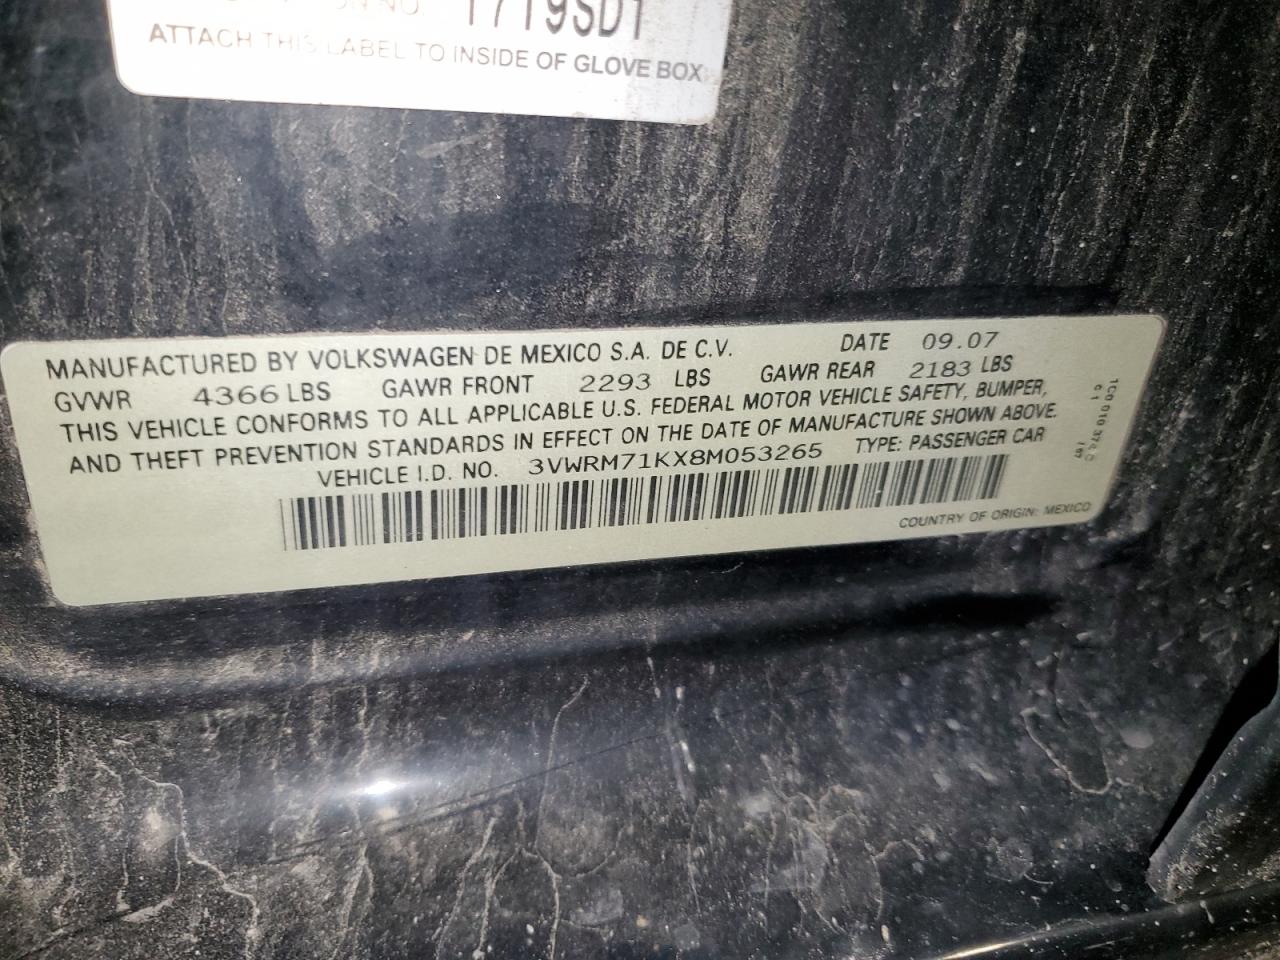 1719SD1
ATTACH THIS LABEL TO INSIDE OF GLOVE BOX
MANUFACTURED BY VOLKSWAGEN DE MEXICO S.A. DE C.V. DATE 09.07
GVWR 4366 LBS GAWR FRONT 2293 LBS GAWR REAR 2183 LBS
THIS VEHICLE CONFORMS TO ALL APPLICABLE U.S. FEDERAL MOTOR VEHICLE SAFETY, BUMPER,
AND THEFT PREVENTION STANDARDS IN EFFECT ON THE DATE OF MANUFACTURE SHOWN ABOVE.
VEHICLE I.D. NO. 3VWRM71KX8M053265 TYPE: PASSENGER CAR
COUNTRY OF ORIGIN: MEXICO